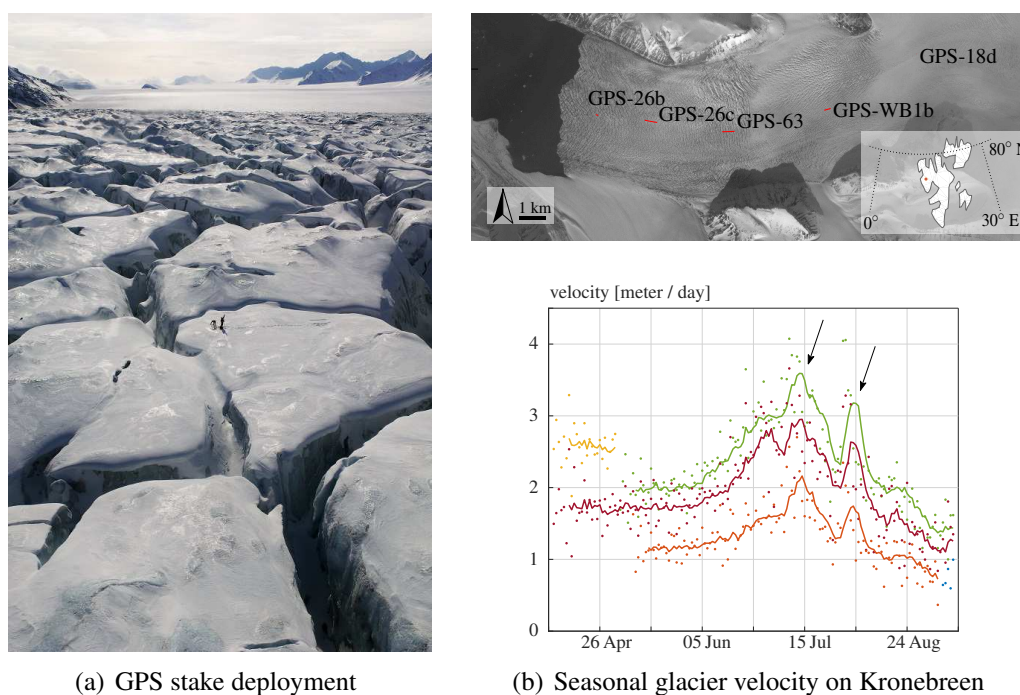 GPS-18d
GPS-26b
GPS-26c
GPS-63
GPS-WB1b
80° N
1 km
0°
30° E
velocity [meter / day]
4
3
2
1
0
26 Apr
05 Jun
15 Jul
24 Aug
(a) GPS stake deployment
(b) Seasonal glacier velocity on Kronebreen